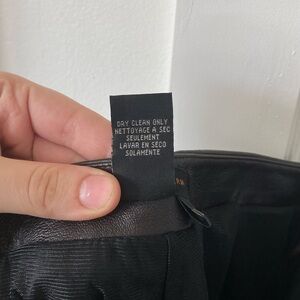 DRY CLEAN ONLY
NETTOYAGE A SEC
SEULEMENT
LAVAR EN SECO
SOLAMENTE